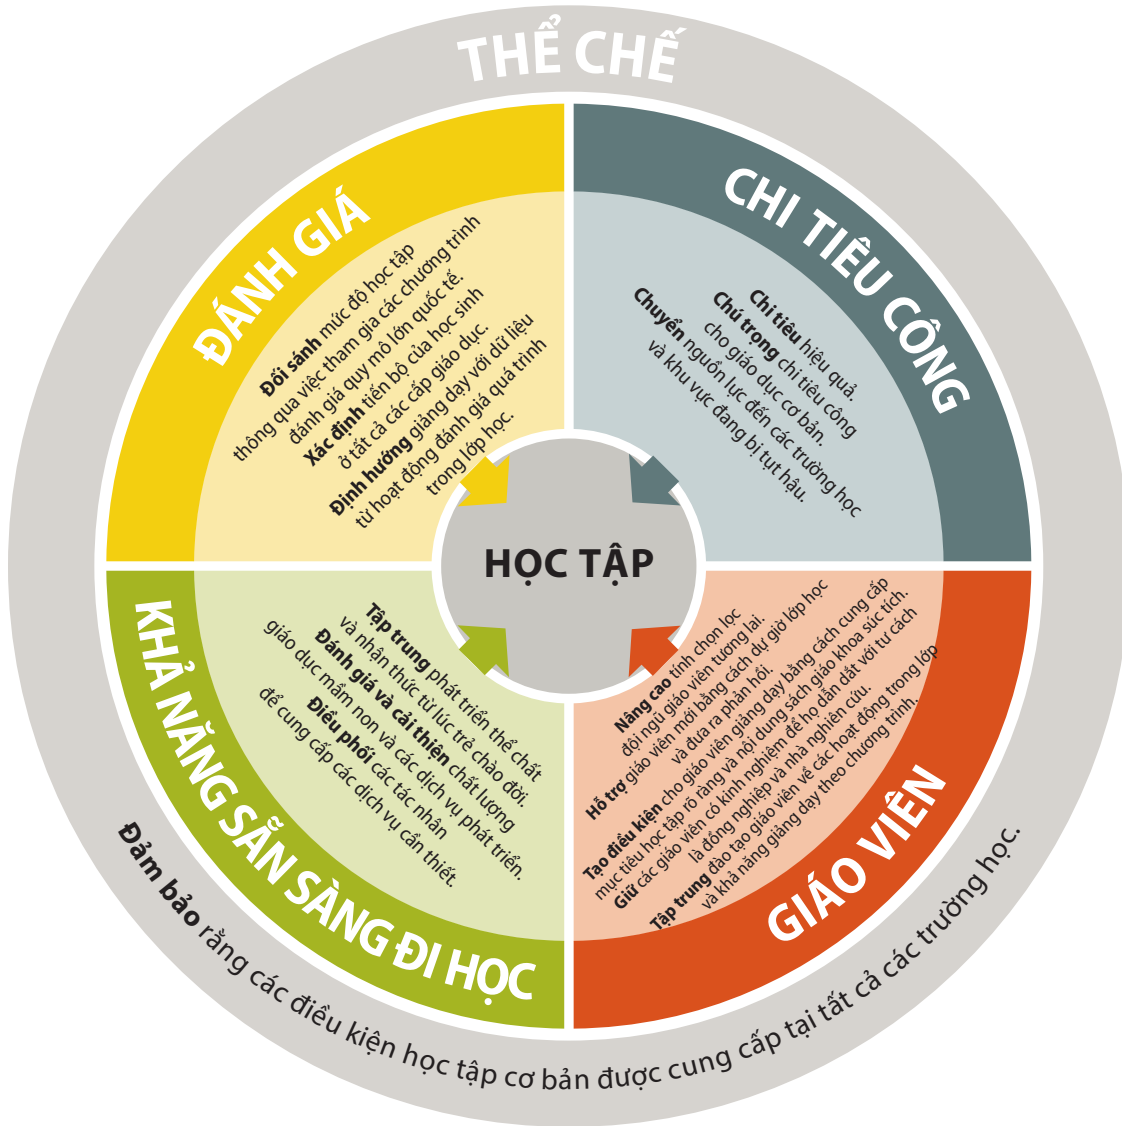 THỂ CHẾ
ĐÁNH GIÁ
Đối sánh mức độ học tập
thông qua việc tham gia các chương trình
đánh giá quy mô lớn quốc tế.
Xác định tiến bộ của học sinh
ở tất cả các cấp giáo dục.
Định hướng giảng dạy với dữ liệu
từ hoạt động đánh giá quá trình
trong lớp học.
CHI TIÊU CÔNG
Chi tiêu hiệu quả.
Chú trọng chi tiêu công
cho giáo dục cơ bản.
Chuyển nguồn lực đến các trường học
và khu vực đang bị tụt hậu.
HỌC TẬP
KHẢ NĂNG SẴN SÀNG ĐI HỌC
Tập trung phát triển thể chất
và nhận thức từ lúc trẻ chào đời.
Đánh giá và cải thiện chất lượng
giáo dục mầm non và các dịch vụ phát triển.
Điều phối các tác nhân
để cung cấp các dịch vụ cần thiết.
GIÁO VIÊN
Nâng cao tính chọn lọc
đội ngũ giáo viên tương lai.
Hỗ trợ giáo viên mới bằng cách dự giờ lớp học
và đưa ra phản hồi.
Tạo điều kiện cho giáo viên giảng dạy bằng cách cung cấp
mục tiêu học tập rõ ràng và nội dung sách giáo khoa súc tích.
Giữ các giáo viên có kinh nghiệm để họ dẫn dắt với tư cách
là đồng nghiệp và nhà nghiên cứu.
Tập trung đào tạo giáo viên về các hoạt động trong lớp
và khả năng giảng dạy theo chương trình.
Đảm bảo rằng các điều kiện học tập cơ bản được cung cấp tại tất cả các trường học.